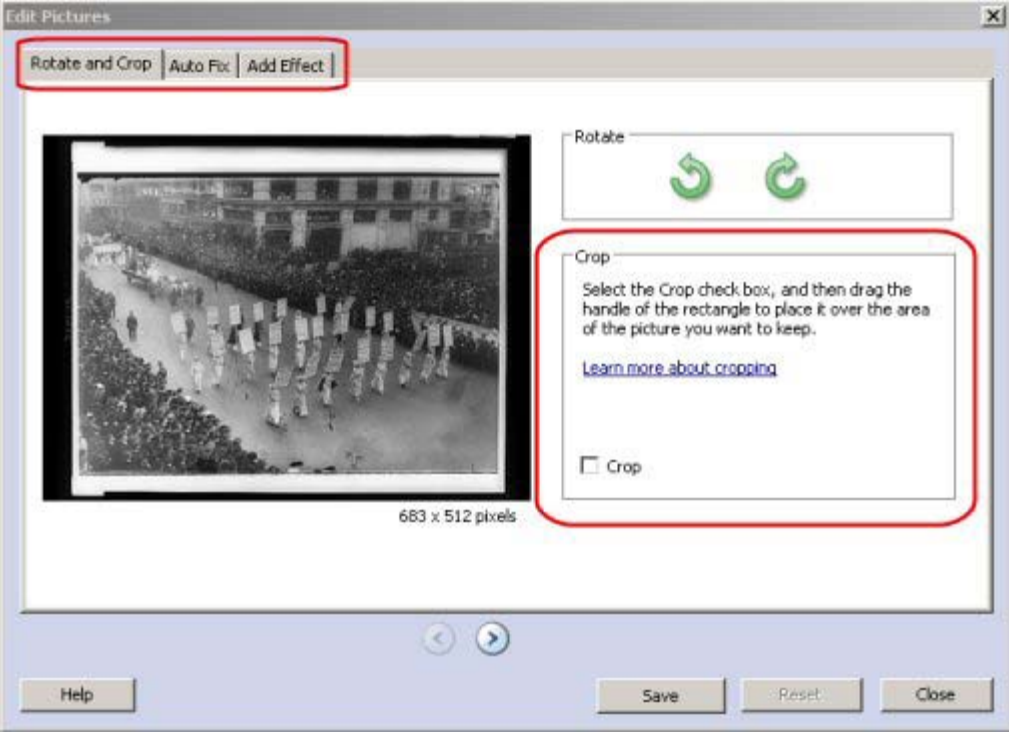 Edit Pictures
Rotate and Crop
Auto Fix
Add Effect
Rotate
Crop
Select the Crop check box, and then drag the
handle of the rectangle to place it over the area
of the picture you want to keep.
Learn more about cropping
Crop
683 x 512 pixels
Help
Save
Reset
Close